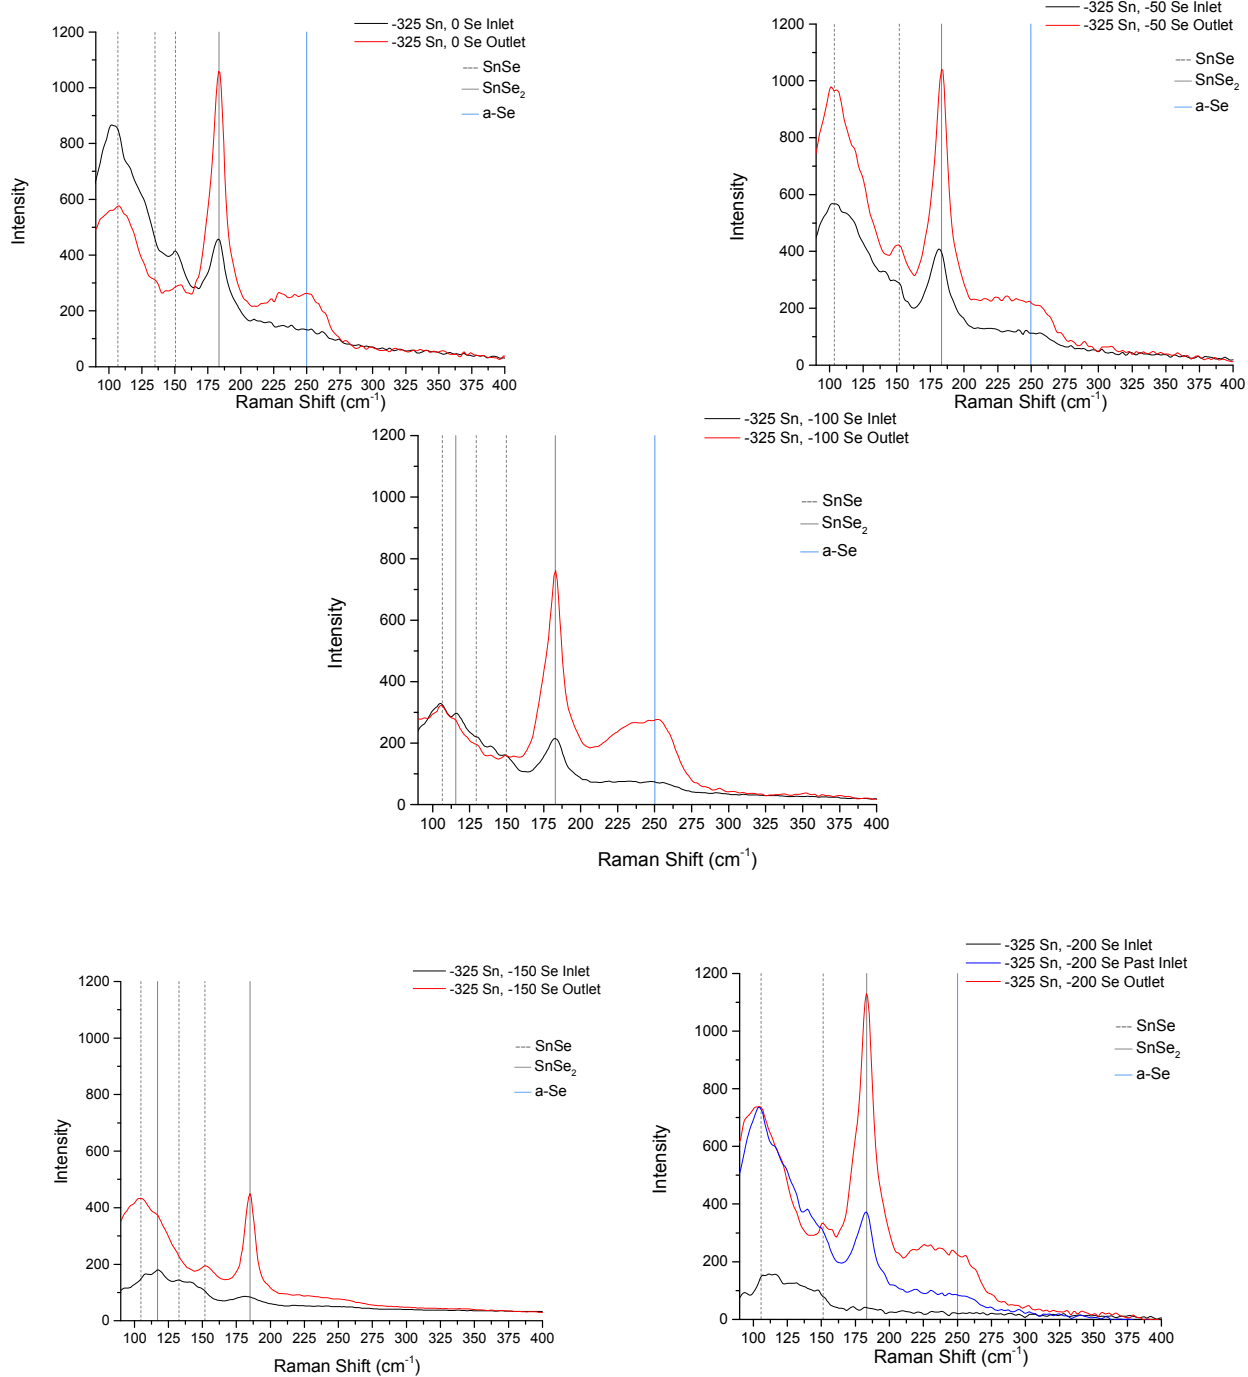 -325 Sn, 0 Se Inlet
-325 Sn, 0 Se Outlet
SnSe
SnSe₂
a-Se
1200
1000
800
600
400
200
0
Intensity
100 125 150 175 200 225 250 275 300 325 350 375 400
Raman Shift (cm⁻¹)
-325 Sn, -50 Se Inlet
-325 Sn, -50 Se Outlet
SnSe
SnSe₂
a-Se
1200
1000
800
600
400
200
0
Intensity
100 125 150 175 200 225 250 275 300 325 350 375 400
Raman Shift (cm⁻¹)
-325 Sn, -100 Se Inlet
-325 Sn, -100 Se Outlet
SnSe
SnSe₂
a-Se
1200
1000
800
600
400
200
0
Intensity
100 125 150 175 200 225 250 275 300 325 350 375 400
Raman Shift (cm⁻¹)
-325 Sn, -150 Se Inlet
-325 Sn, -150 Se Outlet
SnSe
SnSe₂
a-Se
1200
1000
800
600
400
200
0
Intensity
100 125 150 175 200 225 250 275 300 325 350 375 400
Raman Shift (cm⁻¹)
-325 Sn, -200 Se Inlet
-325 Sn, -200 Se Past Inlet
-325 Sn, -200 Se Outlet
SnSe
SnSe₂
a-Se
1200
1000
800
600
400
200
0
Intensity
100 125 150 175 200 225 250 275 300 325 350 375 400
Raman Shift (cm⁻¹)